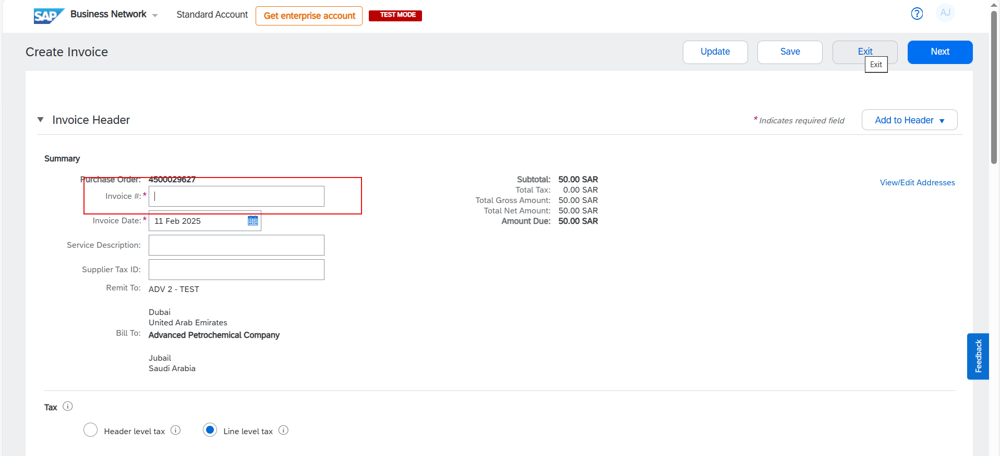 SAP Business Network Standard Account Get enterprise account TEST MODE ? AJ
Create Invoice Update Save Exit Next
Exit
Invoice Header * Indicates required field Add to Header
Summary
Purchase Order: 4500029627 Subtotal: 50.00 SAR View/Edit Addresses
Total Tax: 0.00 SAR
Invoice #:* Total Gross Amount: 50.00 SAR
Total Net Amount: 50.00 SAR
Invoice Date:* 11 Feb 2025 Amount Due: 50.00 SAR
Service Description:
Supplier Tax ID:
Remit To: ADV 2 - TEST
Dubai
United Arab Emirates
Bill To: Advanced Petrochemical Company
Jubail
Saudi Arabia
Feedback
Tax i
Header level tax i Line level tax i